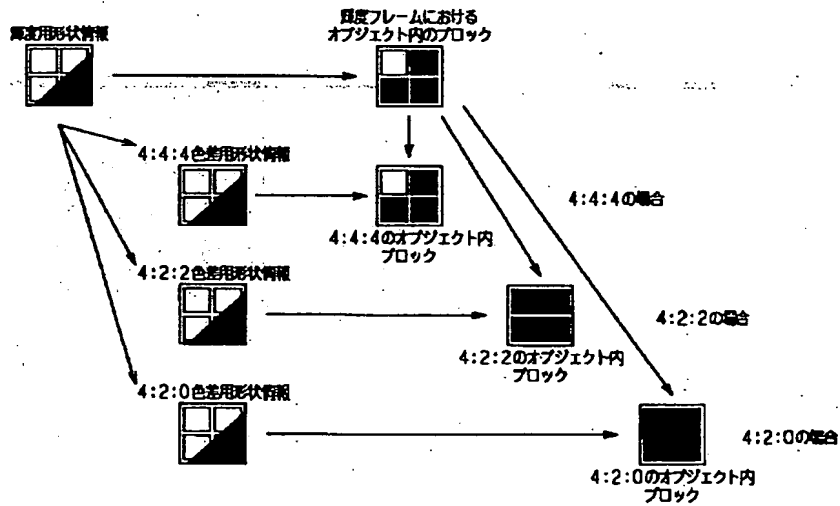 輝度用形状情報
輝度フレームにおける
オブジェクト内のブロック
4:4:4色差用形状情報
4:4:4の場合
4:4:4のオブジェクト内
ブロック
4:2:2色差用形状情報
4:2:2の場合
4:2:2のオブジェクト内
ブロック
4:2:0色差用形状情報
4:2:0の場合
4:2:0のオブジェクト内
ブロック